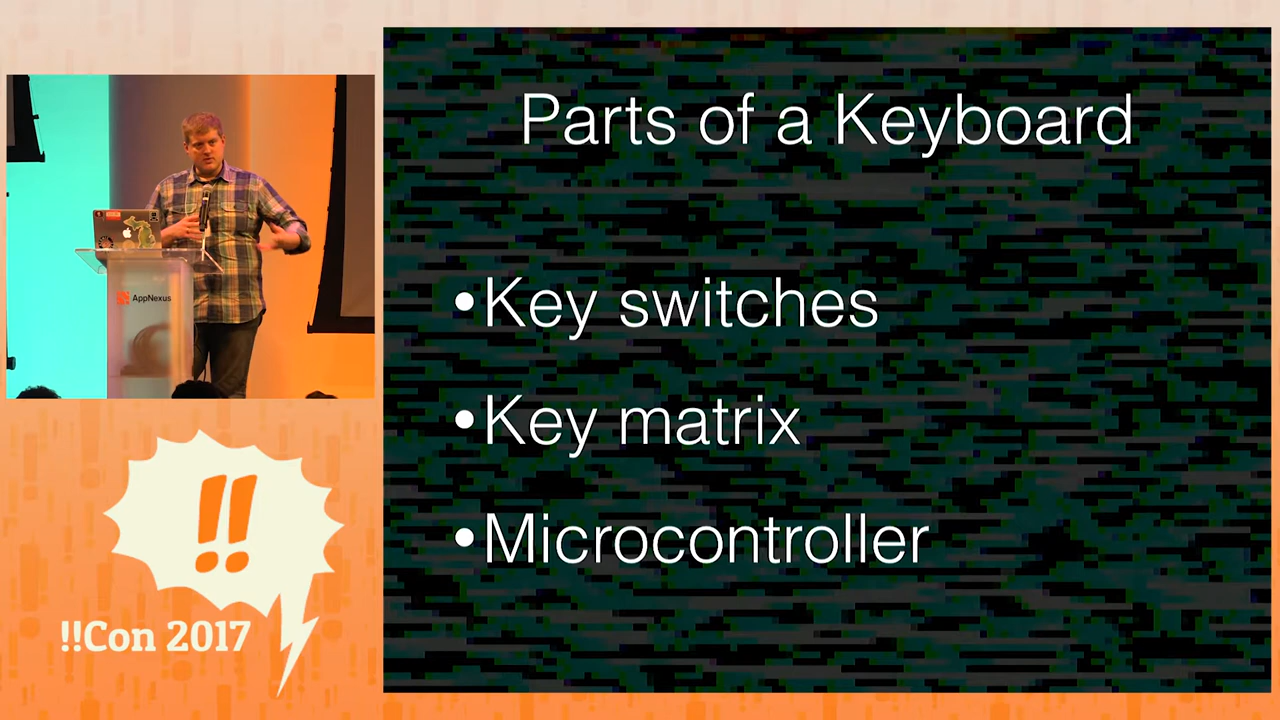 Parts of a Keyboard
•Key switches
•Key matrix
•Microcontroller
AppNexus
!!
!!Con 2017